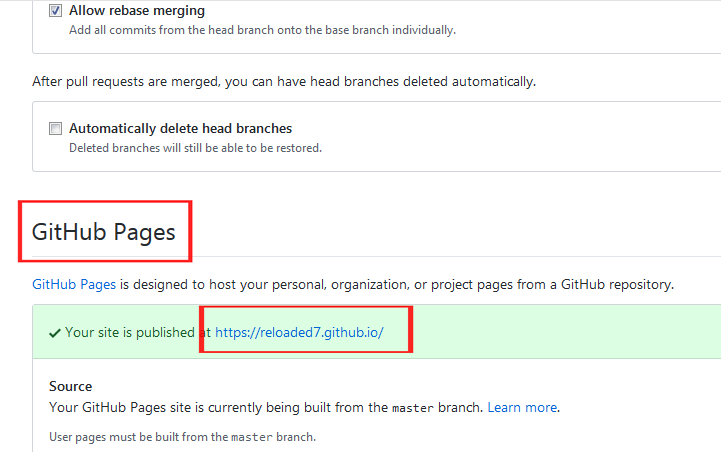 Allow rebase merging
Add all commits from the head branch onto the base branch individually.
After pull requests are merged, you can have head branches deleted automatically.
Automatically delete head branches
Deleted branches will still be able to be restored.
GitHub Pages
GitHub Pages is designed to host your personal, organization, or project pages from a GitHub repository.
Your site is published at https://reloaded7.github.io/
Source
Your GitHub Pages site is currently being built from the master branch. Learn more.
User pages must be built from the master branch.